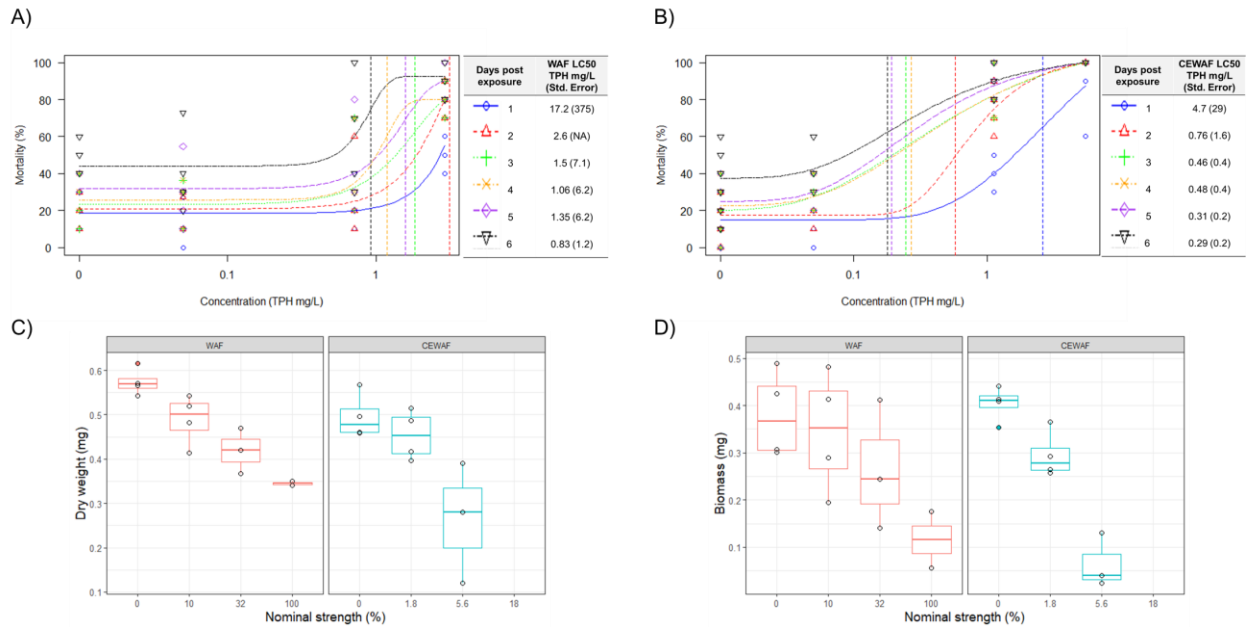 A)
Mortality (%)
100
80
60
40
20
0
0
0.1
1
Concentration (TPH mg/L)
Days post exposure
WAF LC50 TPH mg/L (Std. Error)
1 17.2 (375)
2 2.6 (NA)
3 1.5 (7.1)
4 1.06 (6.2)
5 1.35 (6.2)
6 0.83 (1.2)
B)
Mortality (%)
100
80
60
40
20
0
0
0.1
1
Concentration (TPH mg/L)
Days post exposure
CEWAF LC50 TPH mg/L (Std. Error)
1 4.7 (29)
2 0.76 (1.6)
3 0.46 (0.4)
4 0.48 (0.4)
5 0.31 (0.2)
6 0.29 (0.2)
C)
WAF
CEWAF
Dry weight (mg)
0.6
0.5
0.4
0.3
0.2
0.1
0 10 32 100
0 1.8 5.6 18
Nominal strength (%)
D)
WAF
CEWAF
Biomass (mg)
0.5
0.4
0.3
0.2
0.1
0 10 32 100
0 1.8 5.6 18
Nominal strength (%)